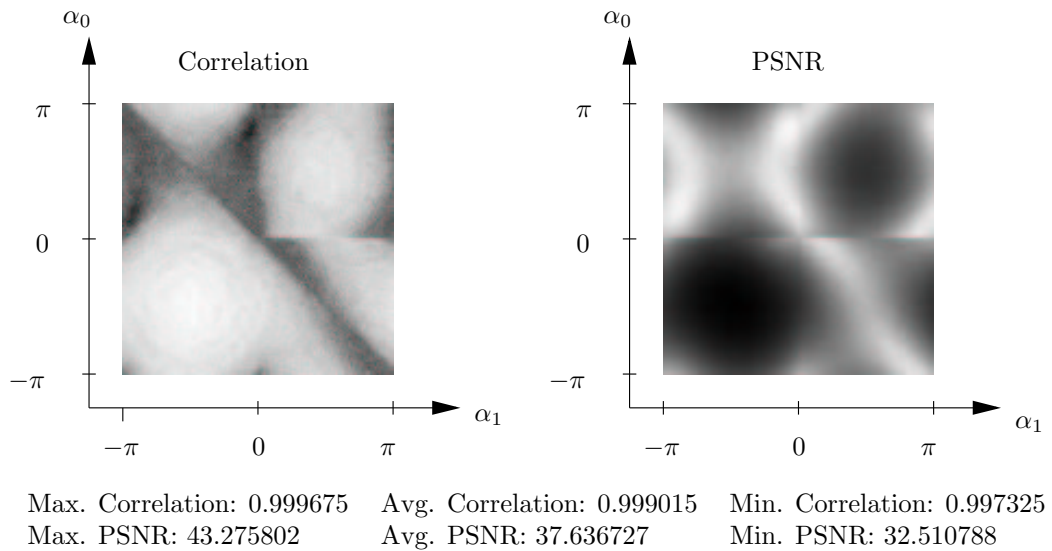 α₀
α₀
Correlation
PSNR
π
π
0
0
−π
−π
α₁
α₁
−π 0 π
−π 0 π
Max. Correlation: 0.999675 Avg. Correlation: 0.999015 Min. Correlation: 0.997325
Max. PSNR: 43.275802 Avg. PSNR: 37.636727 Min. PSNR: 32.510788